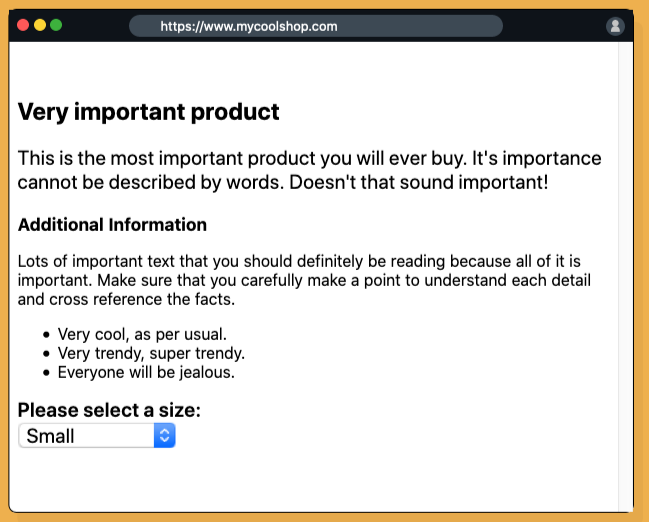 https://www.mycoolshop.com
Very important product
This is the most important product you will ever buy. It's importance
cannot be described by words. Doesn't that sound important!
Additional Information
Lots of important text that you should definitely be reading because all of it is
important. Make sure that you carefully make a point to understand each detail
and cross reference the facts.
• Very cool, as per usual.
• Very trendy, super trendy.
• Everyone will be jealous.
Please select a size:
Small